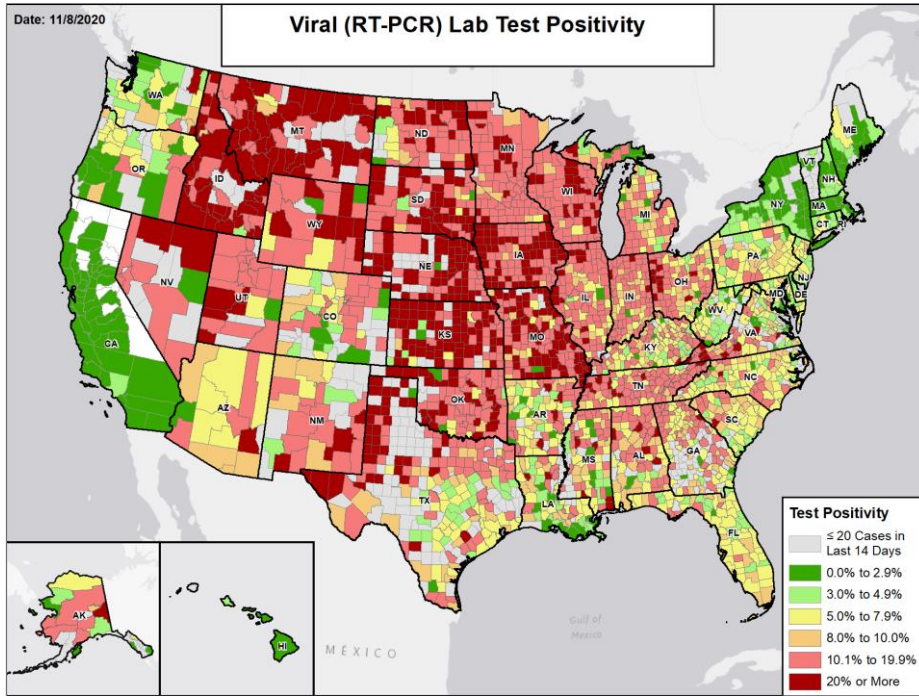 Date: 11/8/2020
Viral (RT-PCR) Lab Test Positivity
WA
MT
ND
MN
ME
VT
NH
OR
ID
SD
WI
MI
NY
MA
CT
RI
WY
NE
IA
PA
NJ
NV
UT
CO
IL
IN
OH
MD
DE
WV
VA
CA
KS
MO
KY
AZ
NM
OK
AR
TN
NC
SC
TX
LA
MS
AL
GA
FL
AK
HI
MÉXICO
Gulf of
Mexico
Test Positivity
≤ 20 Cases in
Last 14 Days
0.0% to 2.9%
3.0% to 4.9%
5.0% to 7.9%
8.0% to 10.0%
10.1% to 19.9%
20% or More